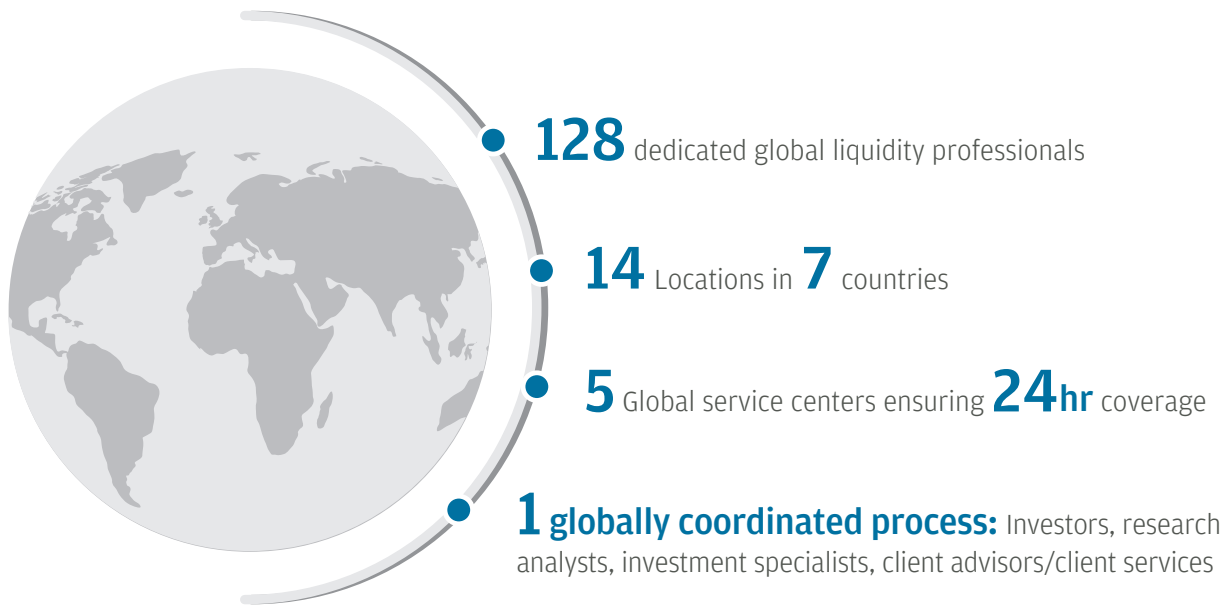 128 dedicated global liquidity professionals
14 Locations in 7 countries
5 Global service centers ensuring 24hr coverage
1 globally coordinated process: Investors, research
analysts, investment specialists, client advisors/client services